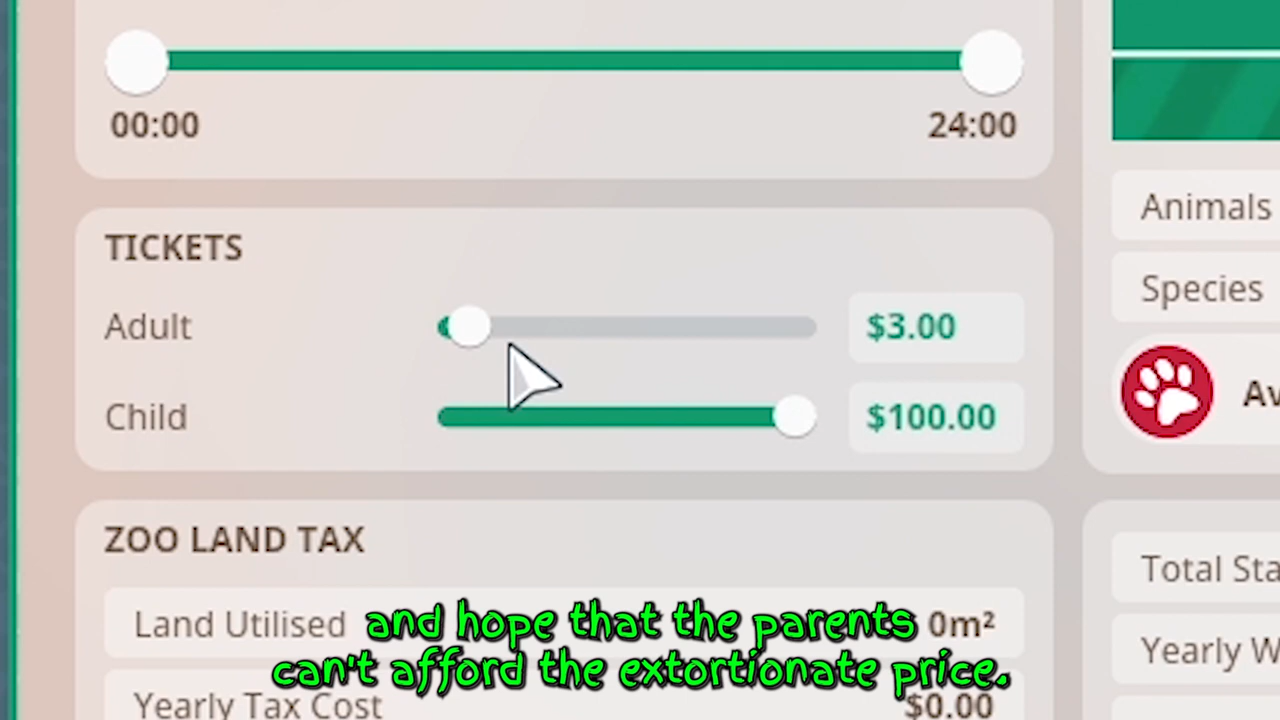 00:00
24:00
TICKETS
Adult
$3.00
Child
$100.00
ZOO LAND TAX
Land Utilised
0m²
Yearly Tax Cost
$0.00
Animals
Species
Total
Yearly
and hope that the parents
can't afford the extortionate price.